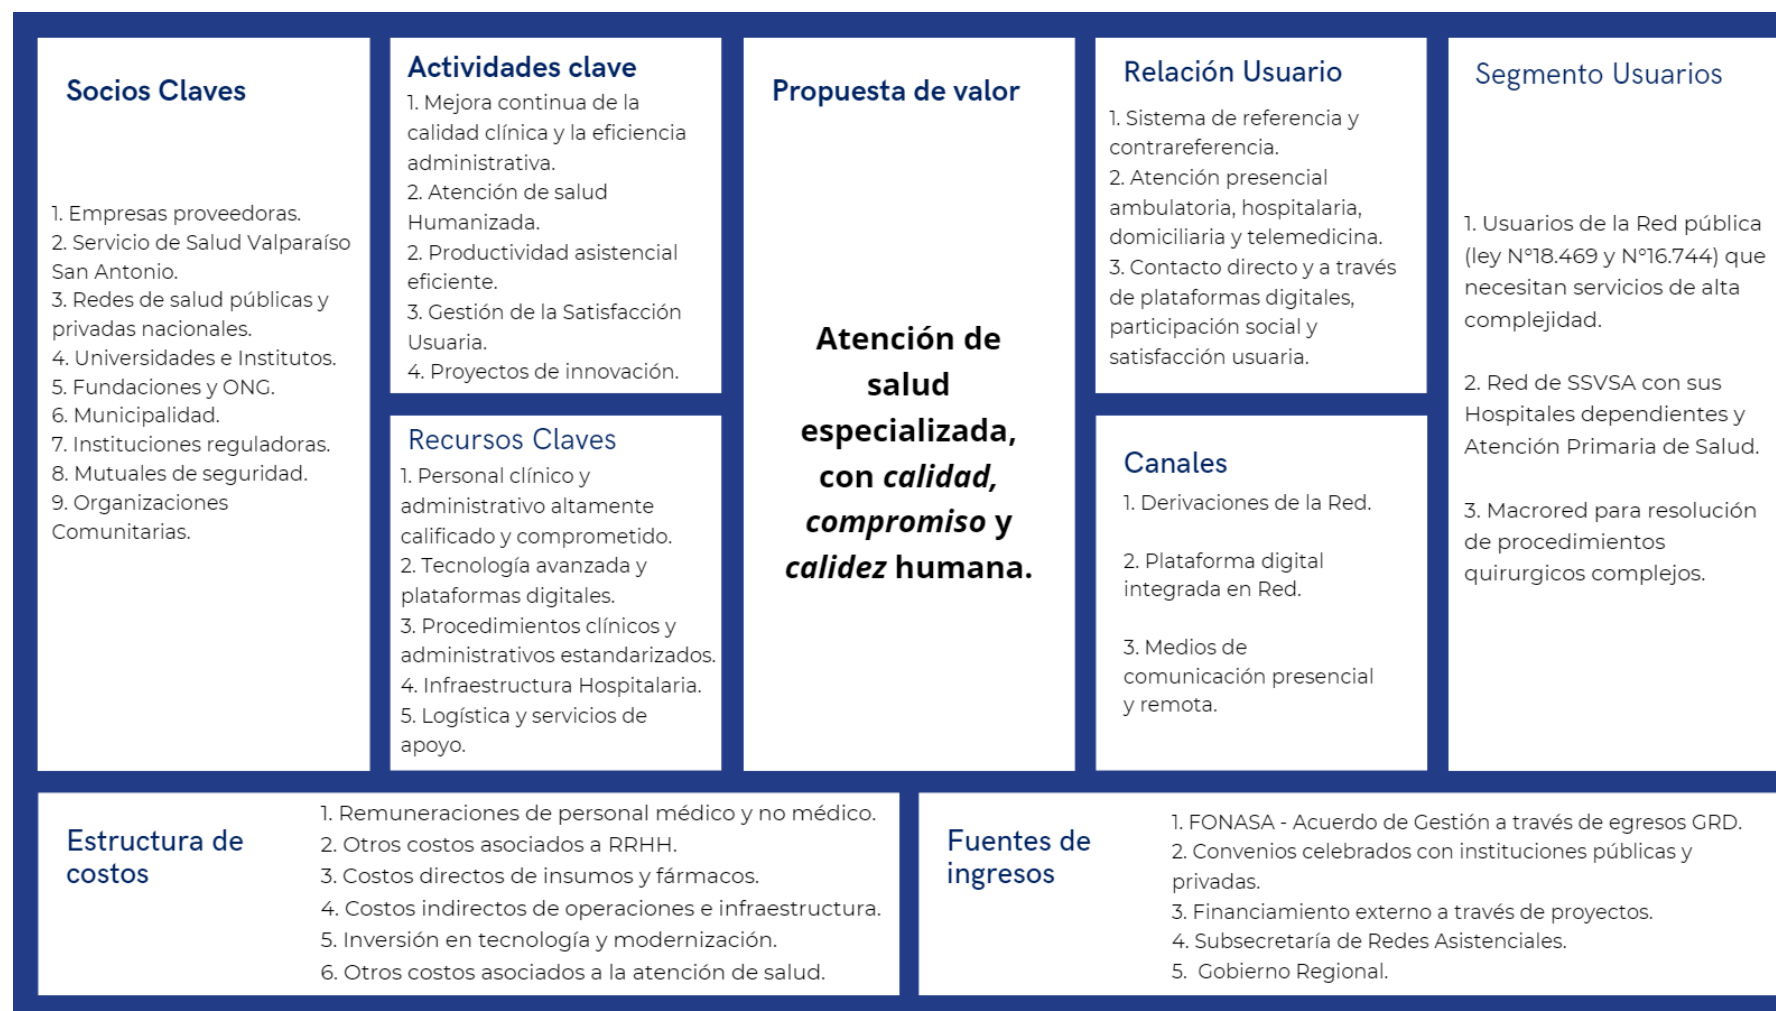 Socios Claves
1. Empresas proveedoras.
2. Servicio de Salud Valparaíso
San Antonio.
3. Redes de salud públicas y
privadas nacionales.
4. Universidades e Institutos.
5. Fundaciones y ONG.
6. Municipalidad.
7. Instituciones reguladoras.
8. Mutuales de seguridad.
9. Organizaciones
Comunitarias.
Actividades clave
1. Mejora continua de la
calidad clínica y la eficiencia
administrativa.
2. Atención de salud
Humanizada.
2. Productividad asistencial
eficiente.
3. Gestión de la Satisfacción
Usuaria.
4. Proyectos de innovación.
Recursos Claves
1. Personal clínico y
administrativo altamente
calificado y comprometido.
2. Tecnología avanzada y
plataformas digitales.
3. Procedimientos clínicos y
administrativos estandarizados.
4. Infraestructura Hospitalaria.
5. Logística y servicios de
apoyo.
Propuesta de valor
Atención de
salud
especializada,
con calidad,
compromiso y
calidez humana.
Relación Usuario
1. Sistema de referencia y
contrareferencia.
2. Atención presencial
ambulatoria, hospitalaria,
domiciliaria y telemedicina.
3. Contacto directo y a través
de plataformas digitales,
participación social y
satisfacción usuaria.
Canales
1. Derivaciones de la Red.
2. Plataforma digital
integrada en Red.
3. Medios de
comunicación presencial
y remota.
Segmento Usuarios
1. Usuarios de la Red pública
(ley N°18.469 y N°16.744) que
necesitan servicios de alta
complejidad.
2. Red de SSVSA con sus
Hospitales dependientes y
Atención Primaria de Salud.
3. Macrored para resolución
de procedimientos
quirurgicos complejos.
Estructura de
costos
1. Remuneraciones de personal médico y no médico.
2. Otros costos asociados a RRHH.
3. Costos directos de insumos y fármacos.
4. Costos indirectos de operaciones e infraestructura.
5. Inversión en tecnología y modernización.
6. Otros costos asociados a la atención de salud.
Fuentes de
ingresos
1. FONASA - Acuerdo de Gestión a través de egresos GRD.
2. Convenios celebrados con instituciones públicas y
privadas.
3. Financiamiento externo a través de proyectos.
4. Subsecretaría de Redes Asistenciales.
5. Gobierno Regional.